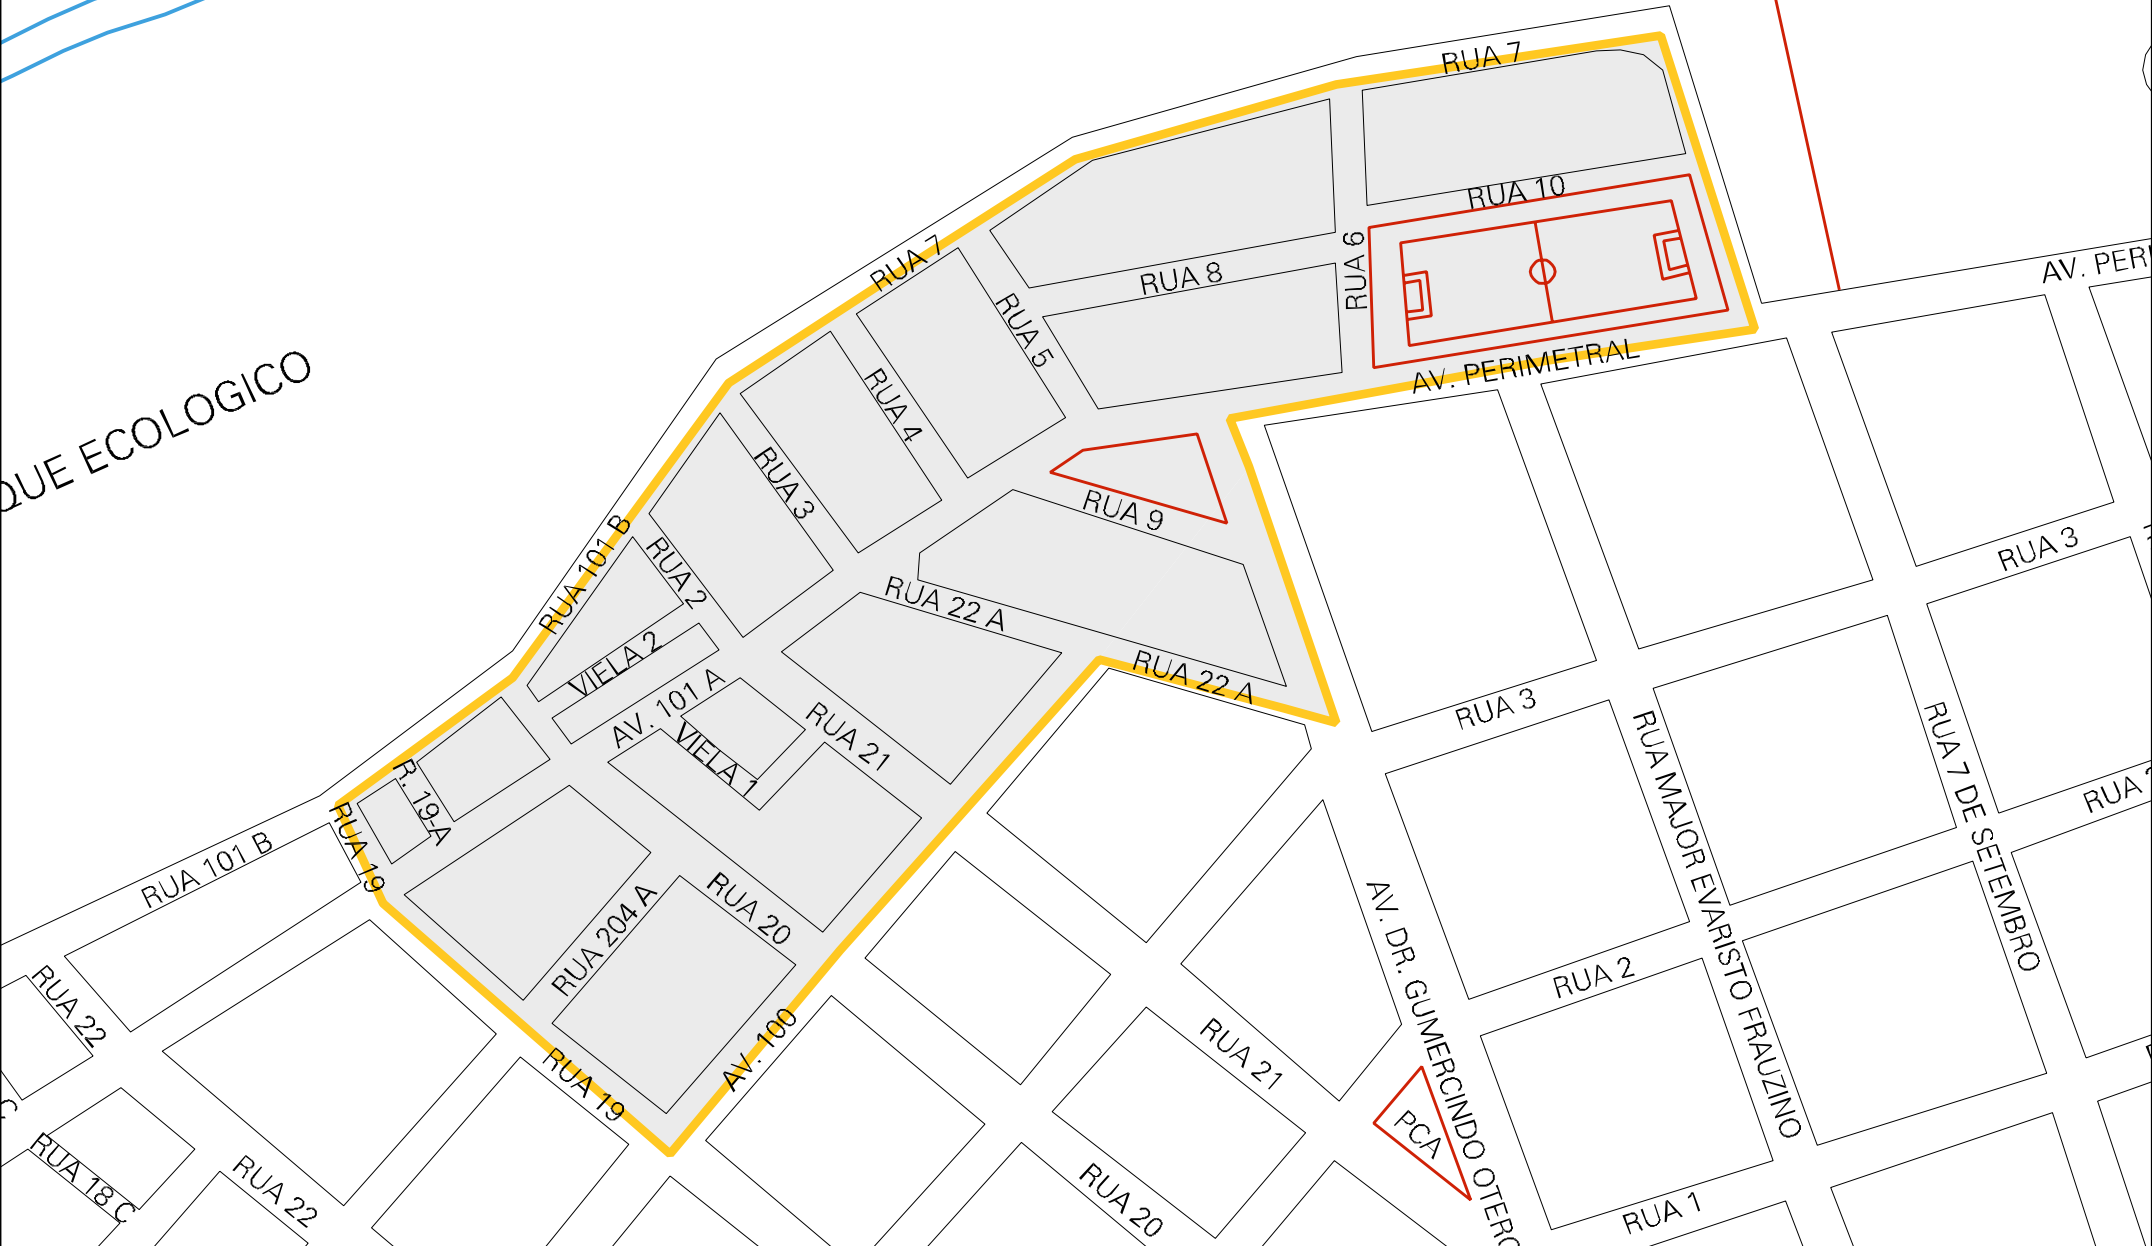 RUA 7
RUA 10
RUA 7
RUA 6
RUA 8
AV. PERI
RUA 5
AV. PERIMETRAL
QUE ECOLOGICO
RUA 4
RUA 3
RUA 9
RUA 101 B
RUA 2
RUA 3
RUA 22 A
VIELA 2
RUA 22 A
AV. 101 A
RUA 3
VIELA 1
RUA 21
R. 19-A
RUA 19
RUA 101 B
RUA MAJOR EVARISTO FRAUZINO
RUA 7 DE SETEMBRO
RUA
RUA 204 A
RUA 20
AV. DR. GUMERCINDO OTERO
RUA 2
RUA 22
AV. 100
RUA 19
RUA 21
PCA
C
RUA 18 C
RUA 22
RUA 20
RUA 1